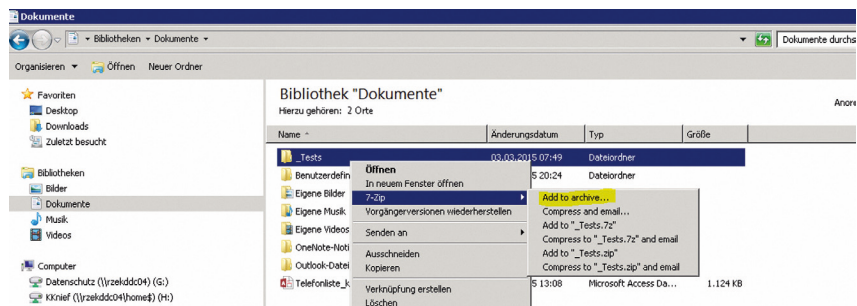 Dokumente
Bibliotheken Dokumente
Dokumente durchs
Organisieren Öffnen Neuer Ordner
Favoriten
Desktop
Downloads
Zuletzt besucht
Bibliotheken
Bilder
Dokumente
Musik
Videos
Computer
Datenschutz (\\rzekddc04) (G:)
KKnief (\\rzekddc04\home$) (H:)
Bibliothek "Dokumente"
Hierzu gehören: 2 Orte
Anore
Name Änderungsdatum Typ Größe
_Tests 03.03.2015 07:49 Dateiordner
Benutzerdefin 5 20:24 Dateiordner
Eigene Bilder
Eigene Musik
Eigene Videos
OneNote-Noti
Outlook-Datei
Telefonliste_k 5 13:08 Microsoft Access Da... 1.124 KB
Öffnen
In neuem Fenster öffnen
7-Zip
Vorgängerversionen wiederherstellen
Senden an
Ausschneiden
Kopieren
Verknüpfung erstellen
Löschen
Add to archive...
Compress and email...
Add to "_Tests.7z"
Compress to "_Tests.7z" and email
Add to "_Tests.zip"
Compress to "_Tests.zip" and email